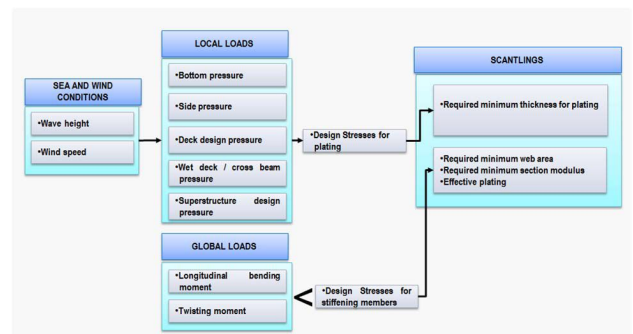 SEA AND WIND
CONDITIONS
•Wave height
•Wind speed
LOCAL LOADS
•Bottom pressure
•Side pressure
•Deck design pressure
•Wet deck / cross beam
pressure
•Superstructure design
pressure
GLOBAL LOADS
•Longitudinal bending
moment
•Twisting moment
•Design Stresses for
plating
•Design Stresses for
stiffening members
SCANTLINGS
•Required minimum thickness for plating
•Required minimum web area
•Required minimum section modulus
•Effective plating